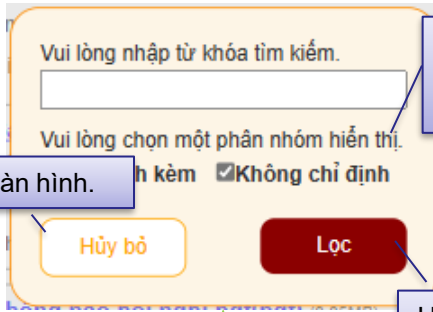 Vui lòng nhập từ khóa tìm kiếm.
Vui lòng chọn một phân nhóm hiển thị.
kèm Không chỉ định
àn hình.
Hủy bỏ Lọc